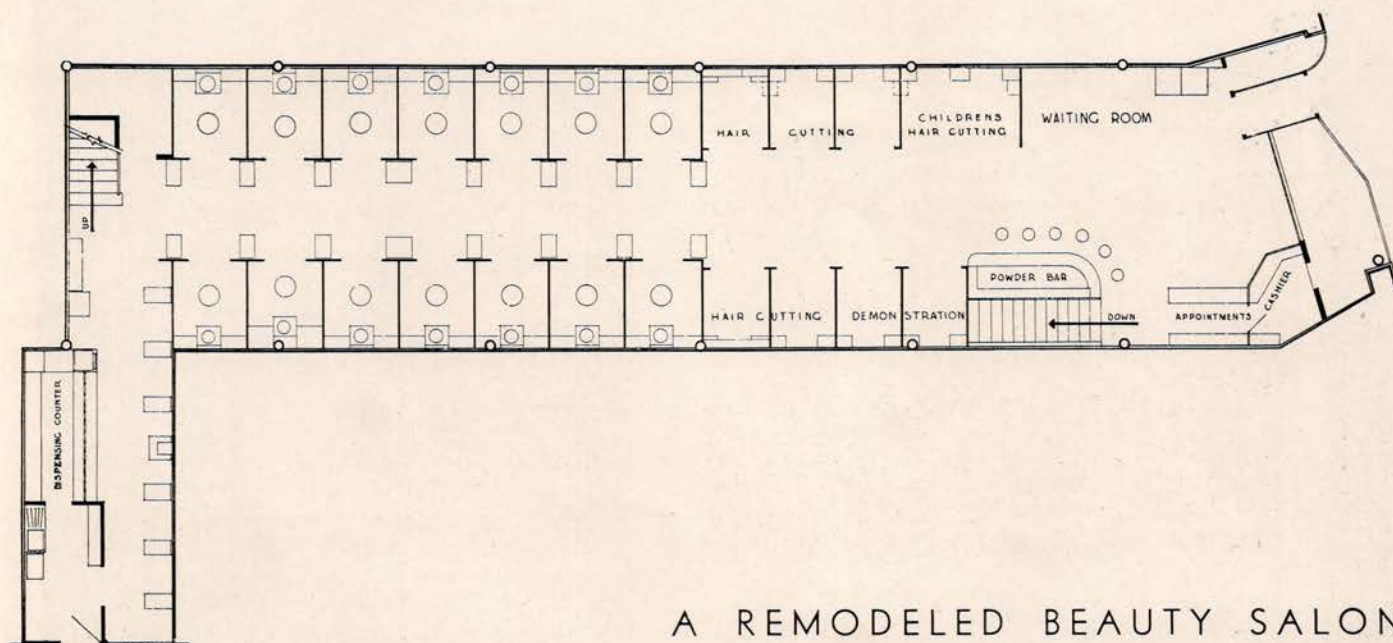 HAIR CUTTING
CHILDRENS
HAIR CUTTING
WAITING ROOM
UP
POWDER BAR
HAIR CUTTING
DEMONSTRATION
DOWN
APPOINTMENTS
CASHIER
DISPENSING COUNTER
A REMODELED BEAUTY SALON